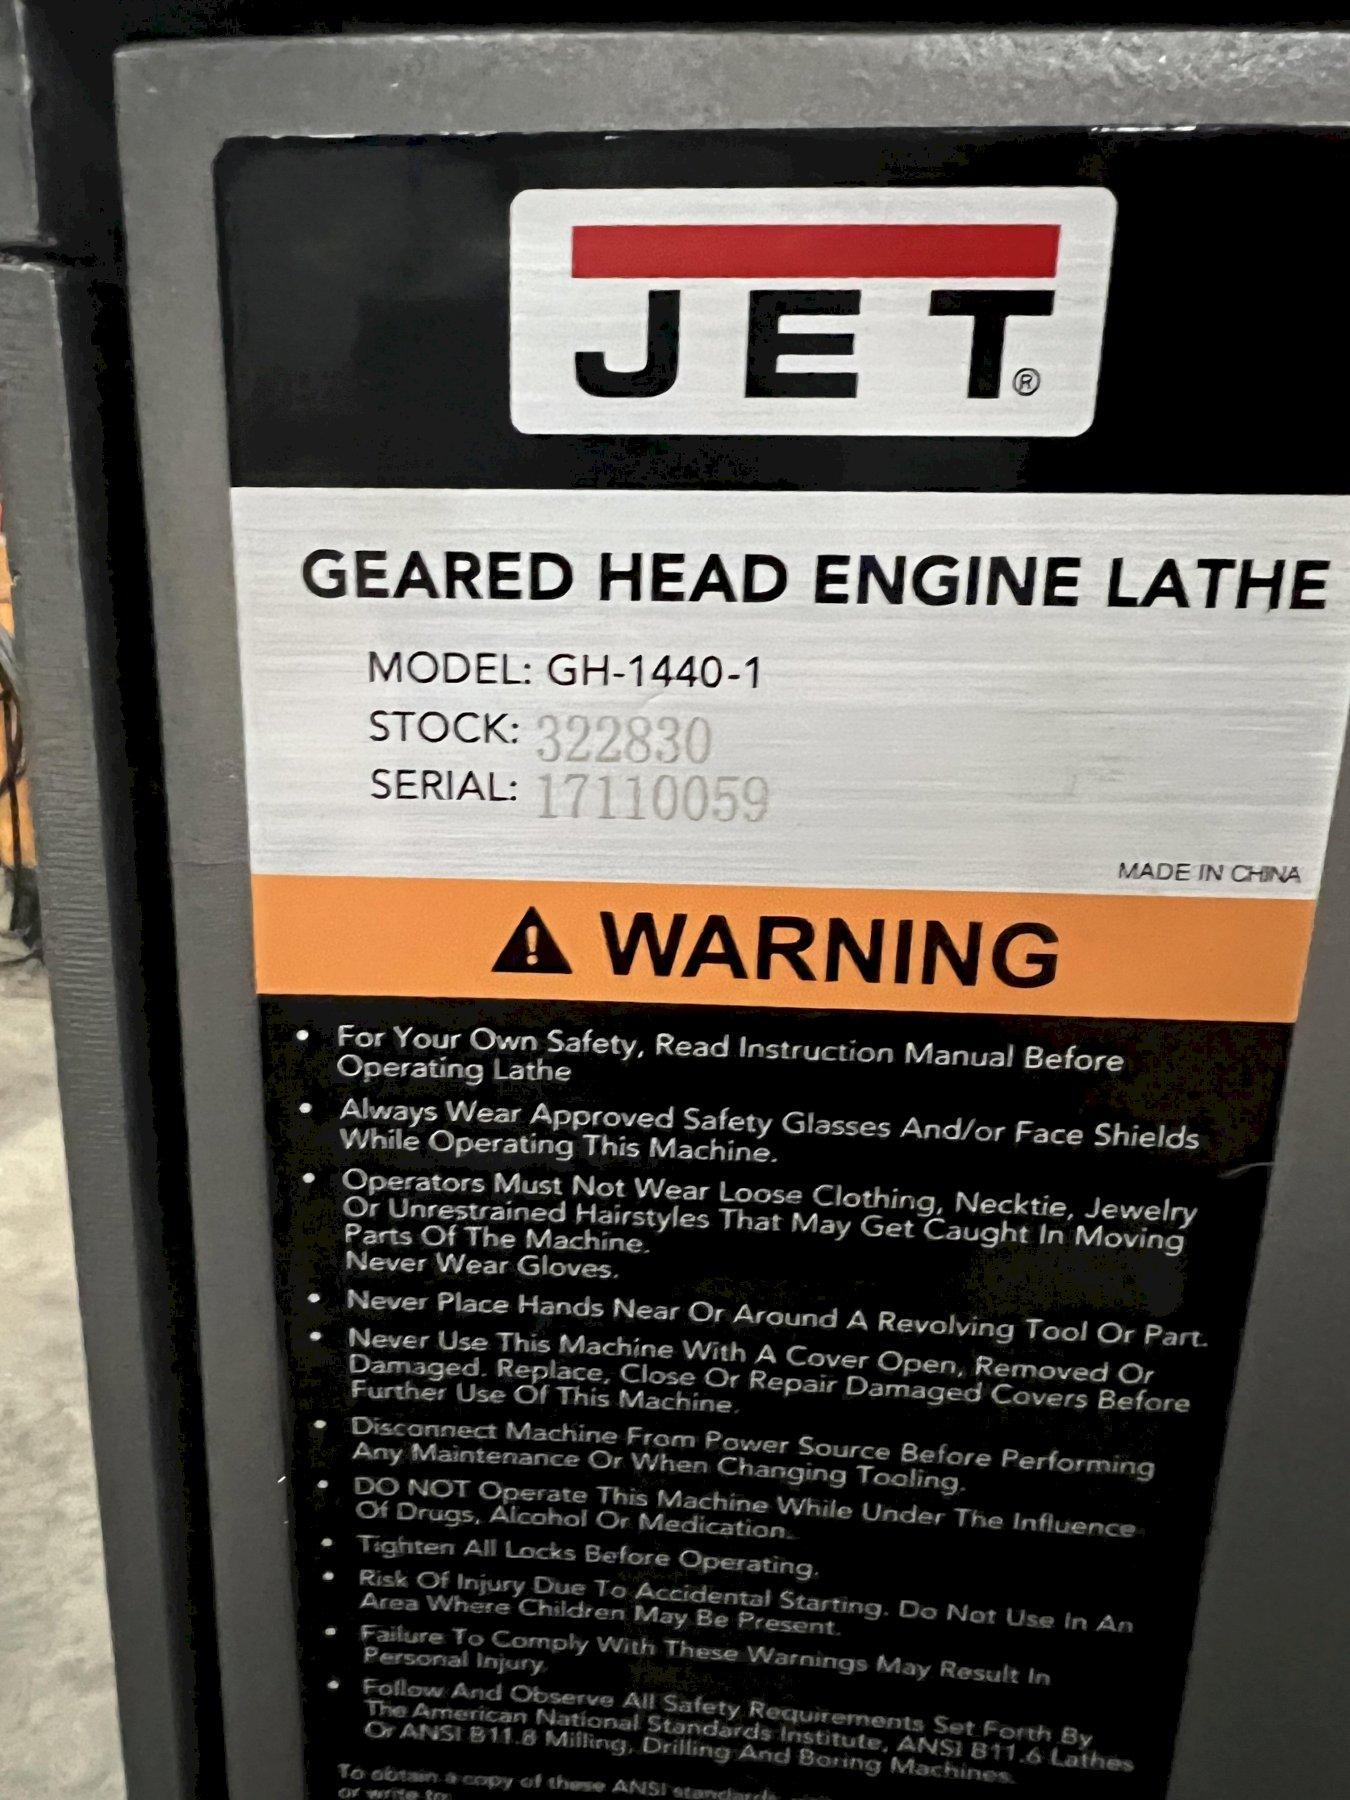 JET®
GEARED HEAD ENGINE LATHE
MODEL: GH-1440-1
STOCK: 322830
SERIAL: 17110059
MADE IN CHINA
WARNING
• For Your Own Safety, Read Instruction Manual Before
Operating Lathe
• Always Wear Approved Safety Glasses And/or Face Shields
While Operating This Machine.
• Operators Must Not Wear Loose Clothing, Necktie, Jewelry
Or Unrestrained Hairstyles That May Get Caught In Moving
Parts Of The Machine.
Never Wear Gloves.
• Never Place Hands Near Or Around A Revolving Tool Or Part.
• Never Use This Machine With A Cover Open, Removed Or
Damaged. Replace, Close Or Repair Damaged Covers Before
Further Use Of This Machine.
• Disconnect Machine From Power Source Before Performing
Any Maintenance Or When Changing Tooling.
• DO NOT Operate This Machine While Under The Influence
Of Drugs, Alcohol Or Medication.
• Tighten All Locks Before Operating.
• Risk Of Injury Due To Accidental Starting. Do Not Use In An
Area Where Children May Be Present.
• Failure To Comply With These Warnings May Result In
Personal Injury.
• Follow And Observe All Safety Requirements Set Forth By
The American National Standards Institute, ANSI B11.6 Lathes
Or ANSI B11.8 Milling, Drilling And Boring Machines.
To obtain a copy of these ANSI standards
or write to: